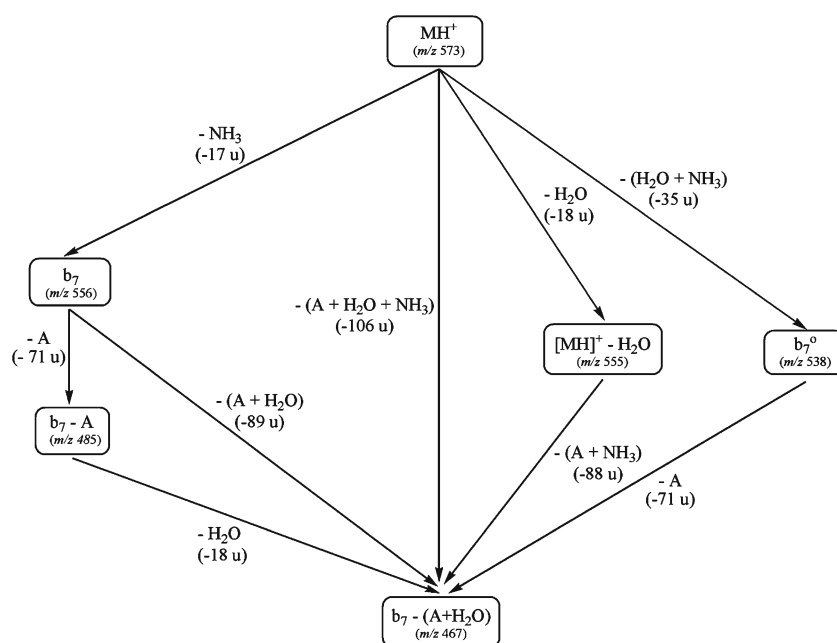 MH⁺
(m/z 573)
- NH₃
(-17 u)
- H₂O
(-18 u)
- (H₂O + NH₃)
(-35 u)
b₇
(m/z 556)
- (A + H₂O + NH₃)
(-106 u)
[MH]⁺ - H₂O
(m/z 555)
b₇º
(m/z 538)
- A
(- 71 u)
- (A + H₂O)
(-89 u)
b₇ - A
(m/z 485)
- (A + NH₃)
(-88 u)
- A
(-71 u)
- H₂O
(-18 u)
b₇ - (A+H₂O)
(m/z 467)